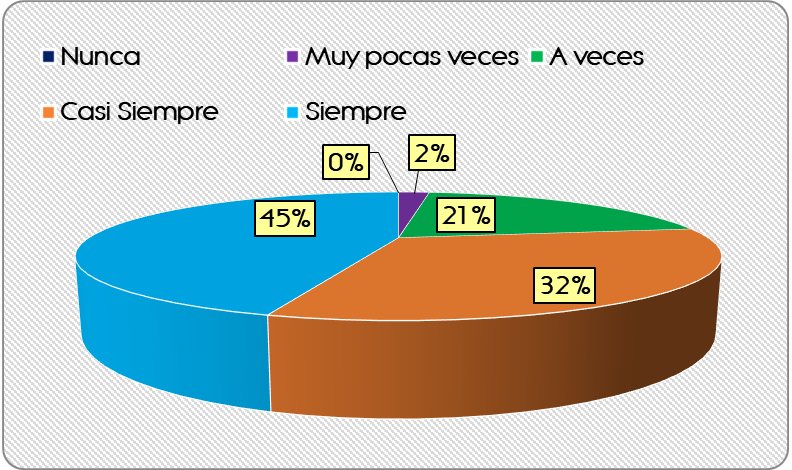 Nunca
Muy pocas veces
A veces
Casi Siempre
Siempre
0%
2%
45%
21%
32%